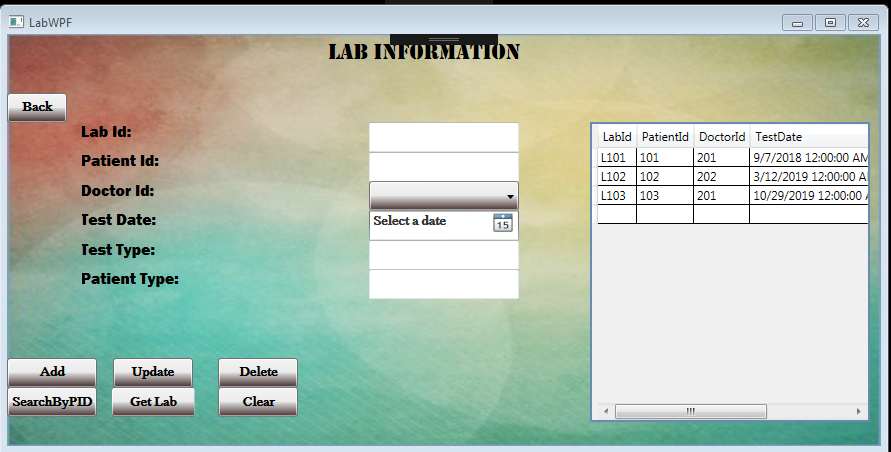 LabWPF
LAB INFORMATION
Back
Lab Id:
Patient Id:
Doctor Id:
Test Date:
Select a date
15
Test Type:
Patient Type:
LabId PatientId DoctorId TestDate
L101 101 201 9/7/2018 12:00:00 AM
L102 102 202 3/12/2019 12:00:00 A
L103 103 201 10/29/2019 12:00:00
Add Update Delete
SearchByPID Get Lab Clear